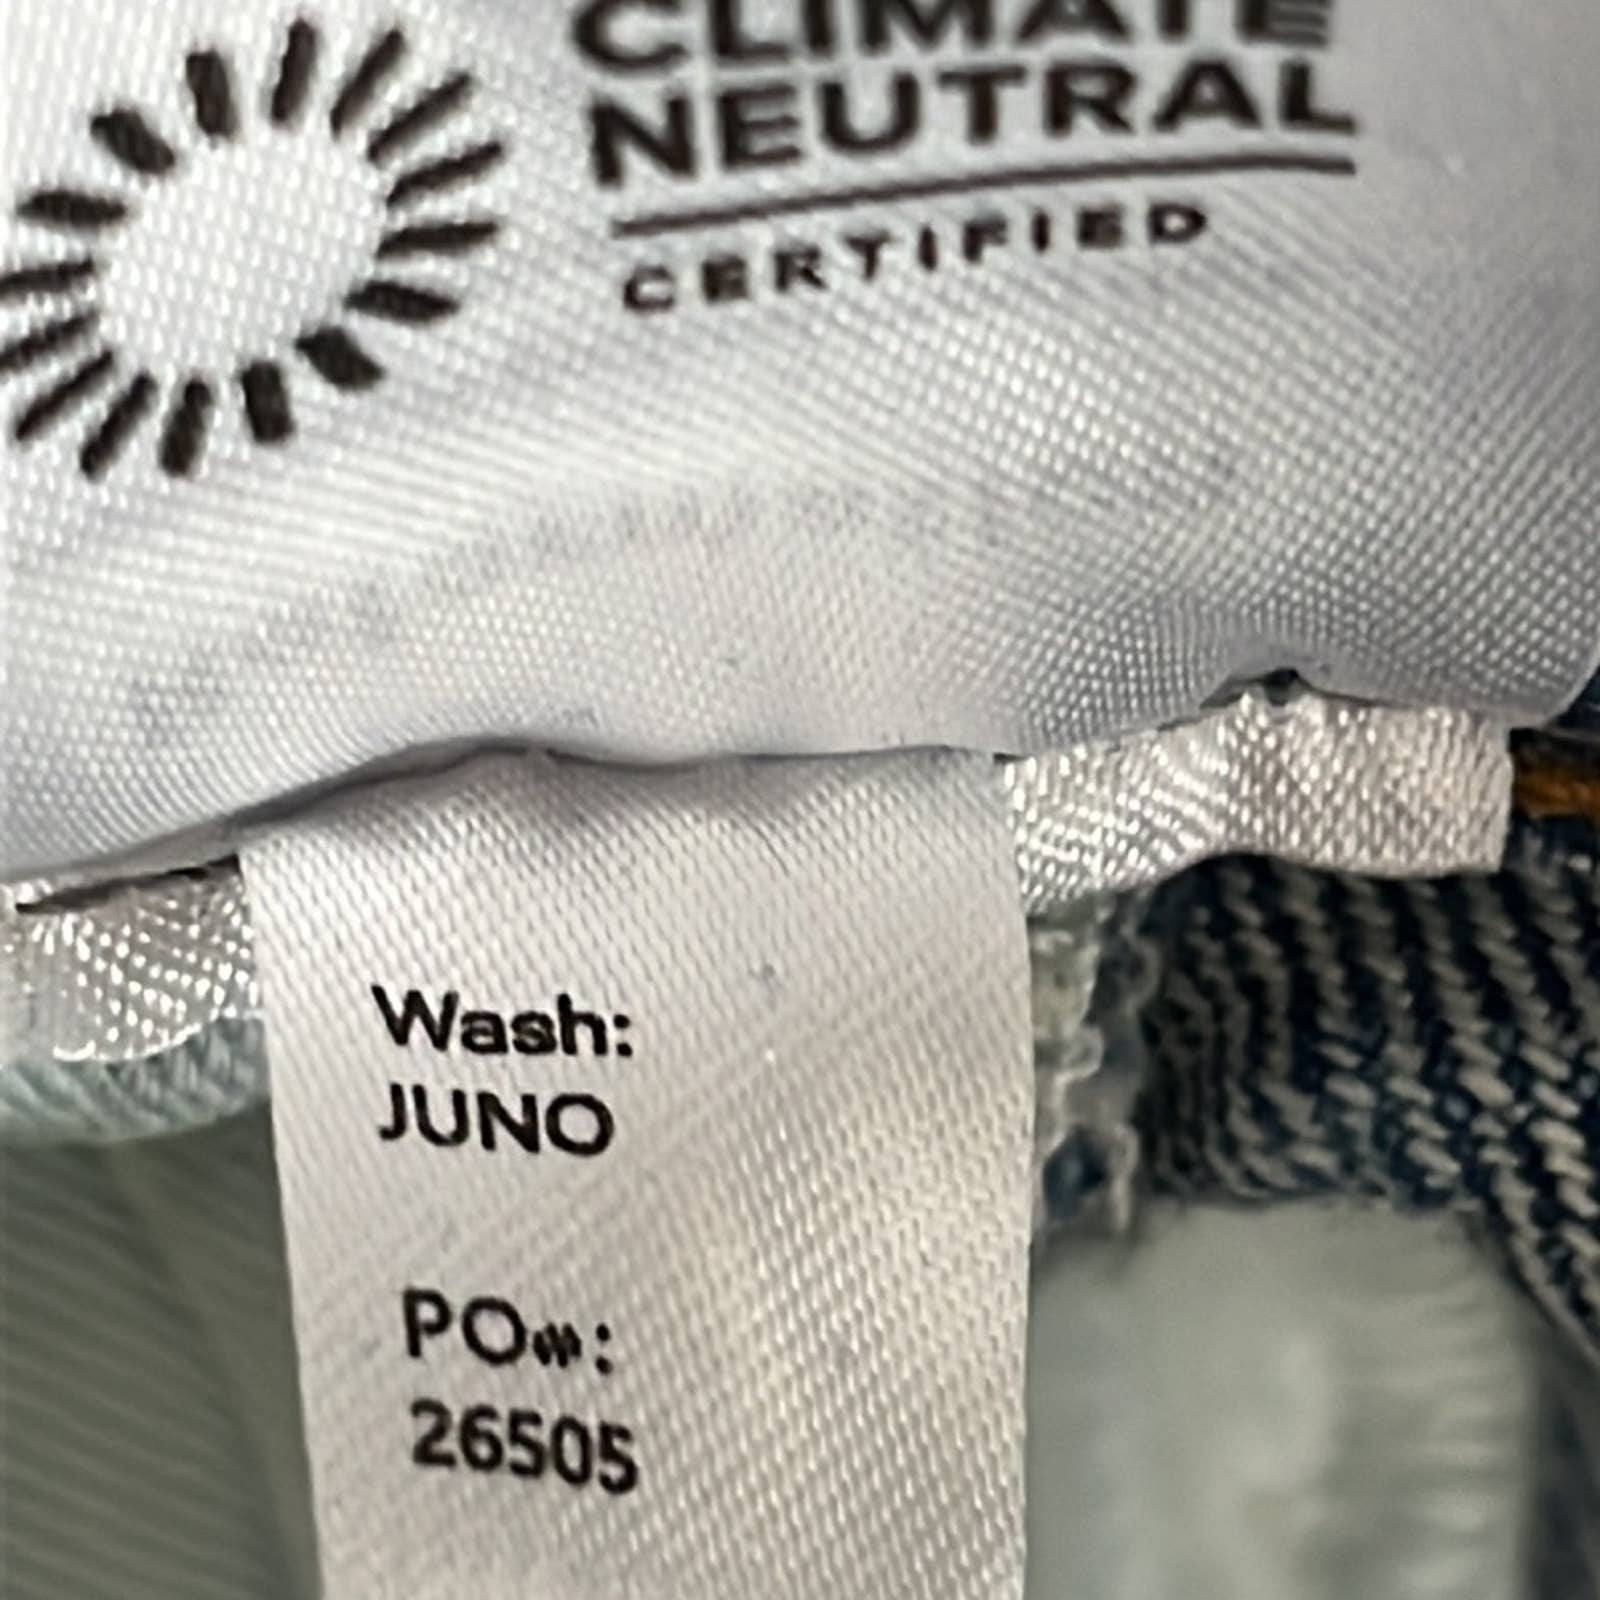 CLIMATE
NEUTRAL
CERTIFIED
Wash:
JUNO
PO#:
26505